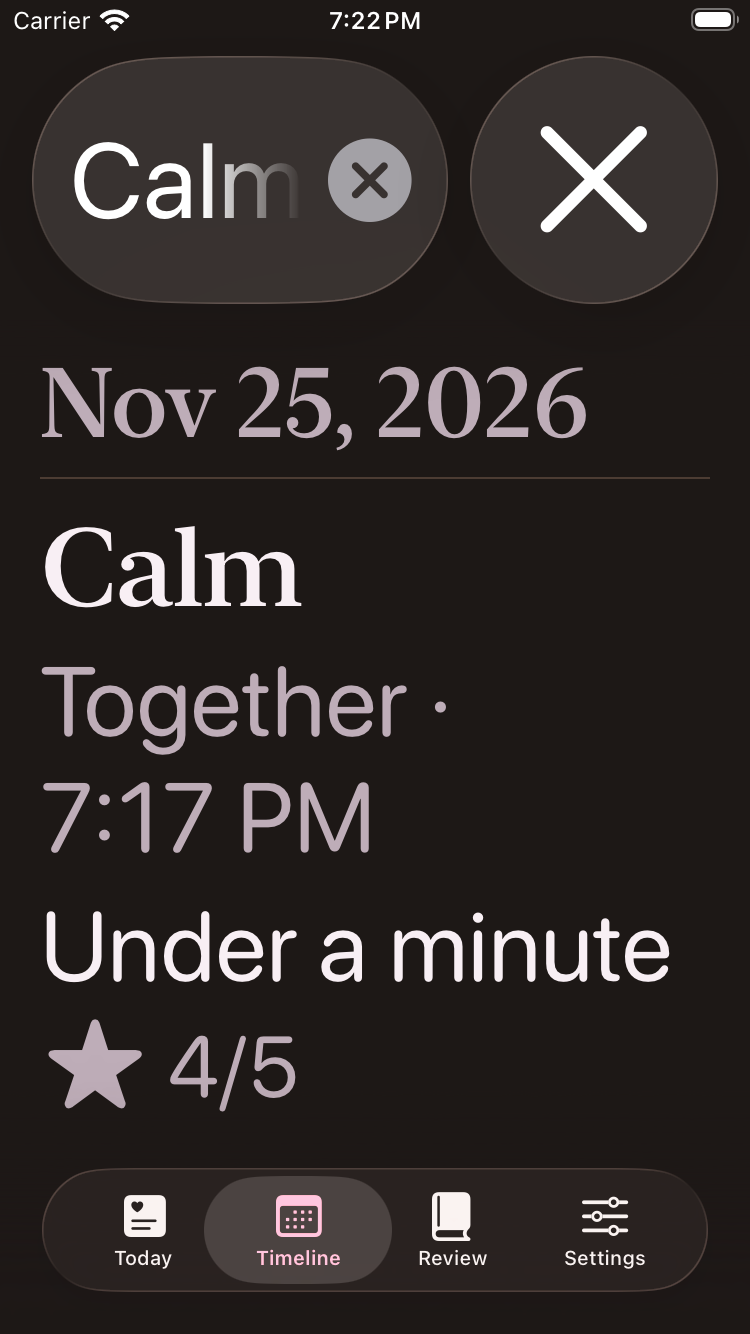 Carrier 7:22 PM
Calm
Nov 25, 2026
Calm
Together ·
7:17 PM
Under a minute
4/5
Today Timeline Review Settings